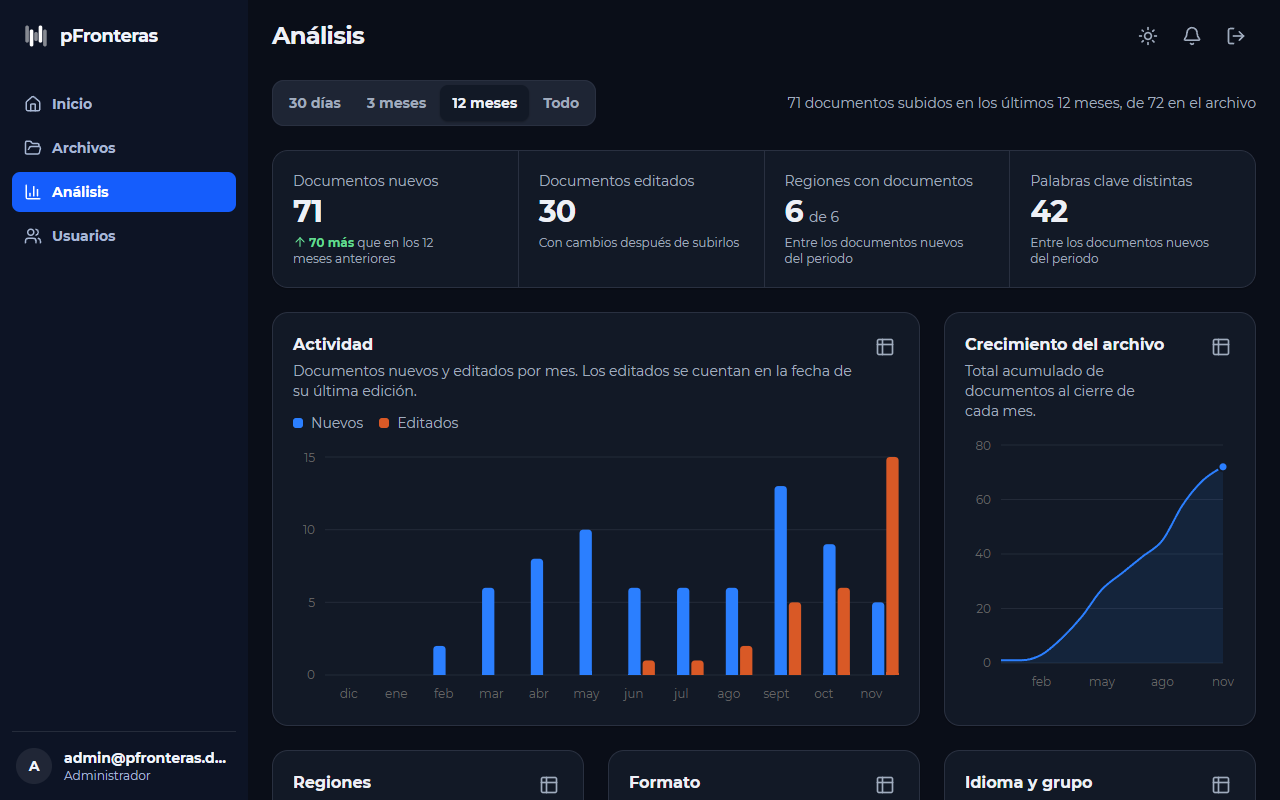 pFronteras
Inicio
Archivos
Análisis
Usuarios
A
admin@pfronteras.d...
Administrador
Análisis
30 días
3 meses
12 meses
Todo
71 documentos subidos en los últimos 12 meses, de 72 en el archivo
Documentos nuevos
71
↑ 70 más que en los 12
meses anteriores
Documentos editados
30
Con cambios después de subirlos
Regiones con documentos
6 de 6
Entre los documentos nuevos
del periodo
Palabras clave distintas
42
Entre los documentos nuevos
del periodo
Actividad
Documentos nuevos y editados por mes. Los editados se cuentan en la fecha de
su última edición.
Nuevos
Editados
15
10
5
0
dic
ene
feb
mar
abr
may
jun
jul
ago
sept
oct
nov
Crecimiento del archivo
Total acumulado de
documentos al cierre de
cada mes.
80
60
40
20
0
feb
may
ago
nov
Regiones
Formato
Idioma y grupo